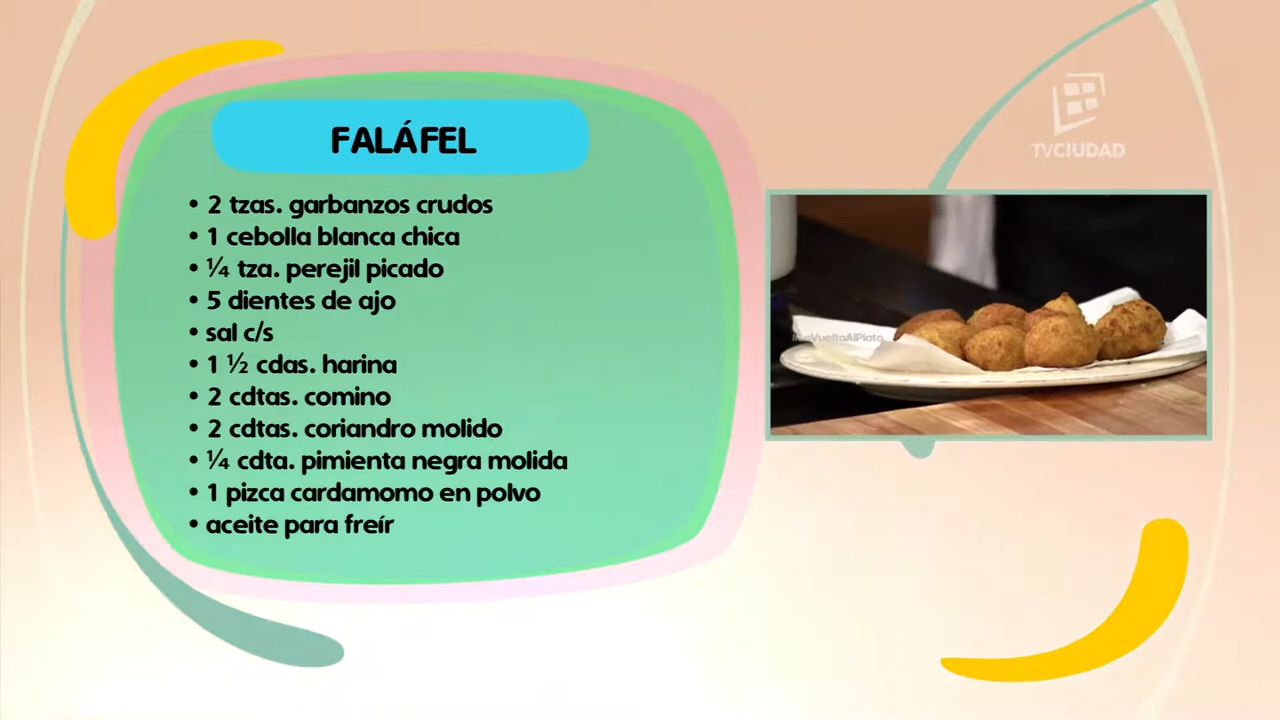 FALÁFEL
• 2 tzas. garbanzos crudos
• 1 cebolla blanca chica
• ¼ tza. perejil picado
• 5 dientes de ajo
• sal c/s
• 1 ½ cdas. harina
• 2 cdtas. comino
• 2 cdtas. coriandro molido
• ¼ cdta. pimienta negra molida
• 1 pizca cardamomo en polvo
• aceite para freír
TVCIUDAD